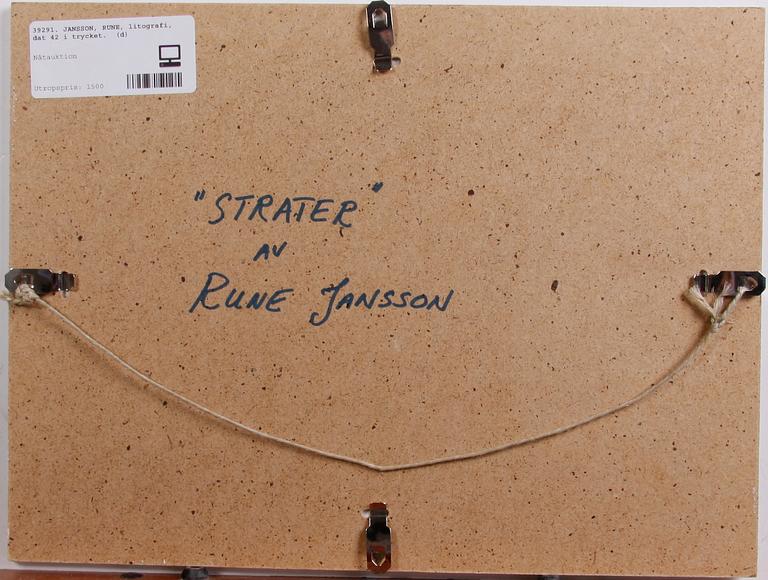 39291. JANSSON, RUNE, litografi,
dat 42 i trycket. (d)
Nätauktion
Utropspris: 1500
"STRATER"
AV
RUNE JANSSON